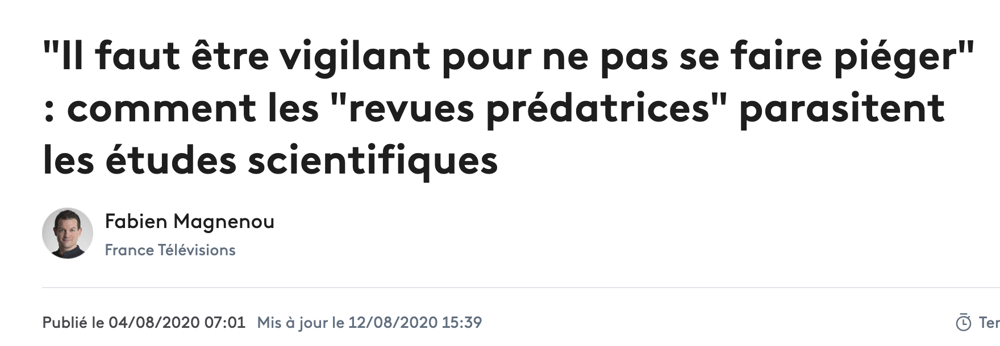 "Il faut être vigilant pour ne pas se faire piéger"
: comment les "revues prédatrices" parasitent
les études scientifiques
Fabien Magnenou
France Télévisions
Publié le 04/08/2020 07:01 Mis à jour le 12/08/2020 15:39